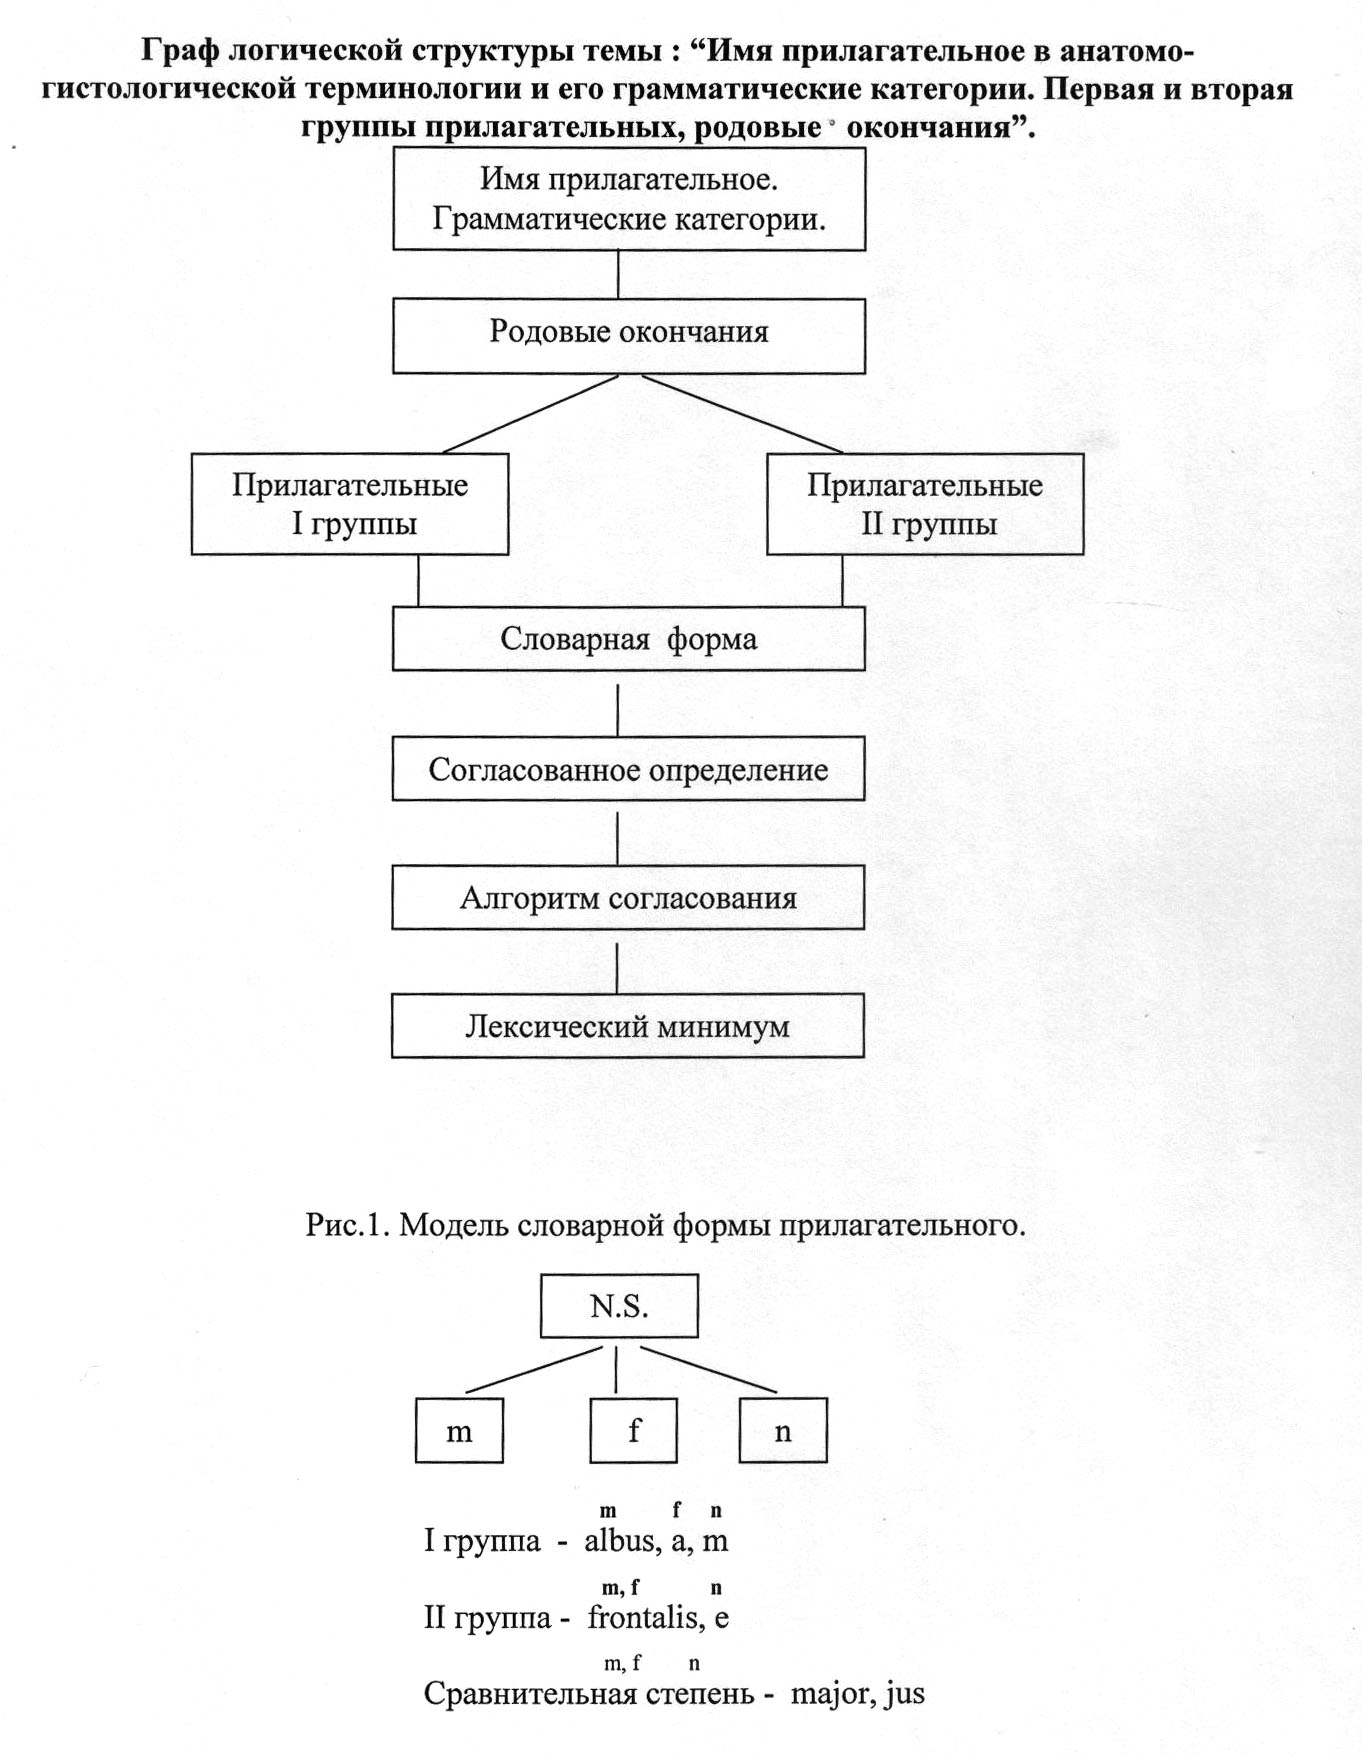 Граф логической структуры темы : “Имя прилагательное в анатомо-
гистологической терминологии и его грамматические категории. Первая и вторая
группы прилагательных, родовые окончания”.
Имя прилагательное.
Грамматические категории.
Родовые окончания
Прилагательные
I группы
Прилагательные
II группы
Словарная форма
Согласованное определение
Алгоритм согласования
Лексический минимум
Рис.1. Модель словарной формы прилагательного.
N.S.
m
f
n
m f n
I группа - albus, a, m
m, f n
II группа - frontalis, e
m, f n
Сравнительная степень - major, jus